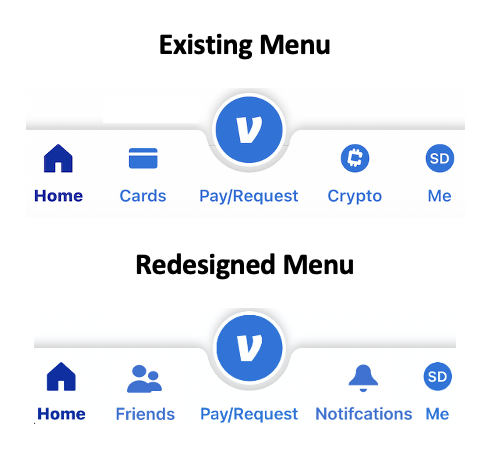 Existing Menu
V
SD
Home Cards Pay/Request Crypto Me
Redesigned Menu
V
SD
Home Friends Pay/Request Notifcations Me